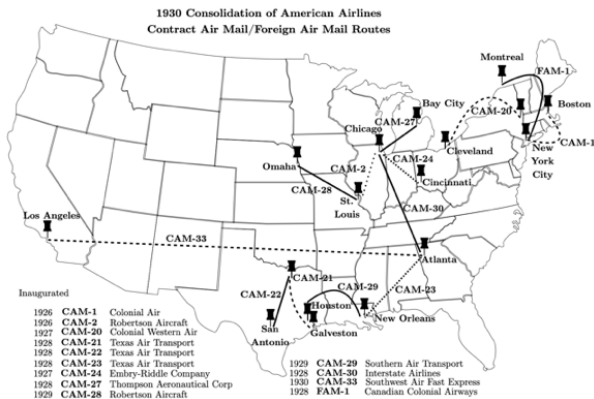 1930 Consolidation of American Airlines
Contract Air Mail/Foreign Air Mail Routes
Montreal
FAM-1
Bay City
CAM-20
Boston
CAM-27
Chicago
CAM-1
Cleveland
New
York
City
Omaha
CAM-2
CAM-24
Cincinnati
CAM-28
St.
Louis
CAM-30
Los Angeles
CAM-33
Atlanta
CAM-21
CAM-22
CAM-29
CAM-23
Houston
New Orleans
San
Antonio
Galveston
Inaugurated
1926 CAM-1 Colonial Air
1926 CAM-2 Robertson Aircraft
1927 CAM-20 Colonial Western Air
1928 CAM-21 Texas Air Transport
1928 CAM-22 Texas Air Transport
1928 CAM-23 Texas Air Transport
1927 CAM-24 Embry-Riddle Company
1928 CAM-27 Thompson Aeronautical Corp
1929 CAM-28 Robertson Aircraft
1929 CAM-29 Southern Air Transport
1928 CAM-30 Interstate Airlines
1930 CAM-33 Southwest Air Fast Express
1928 FAM-1 Canadian Colonial Airways